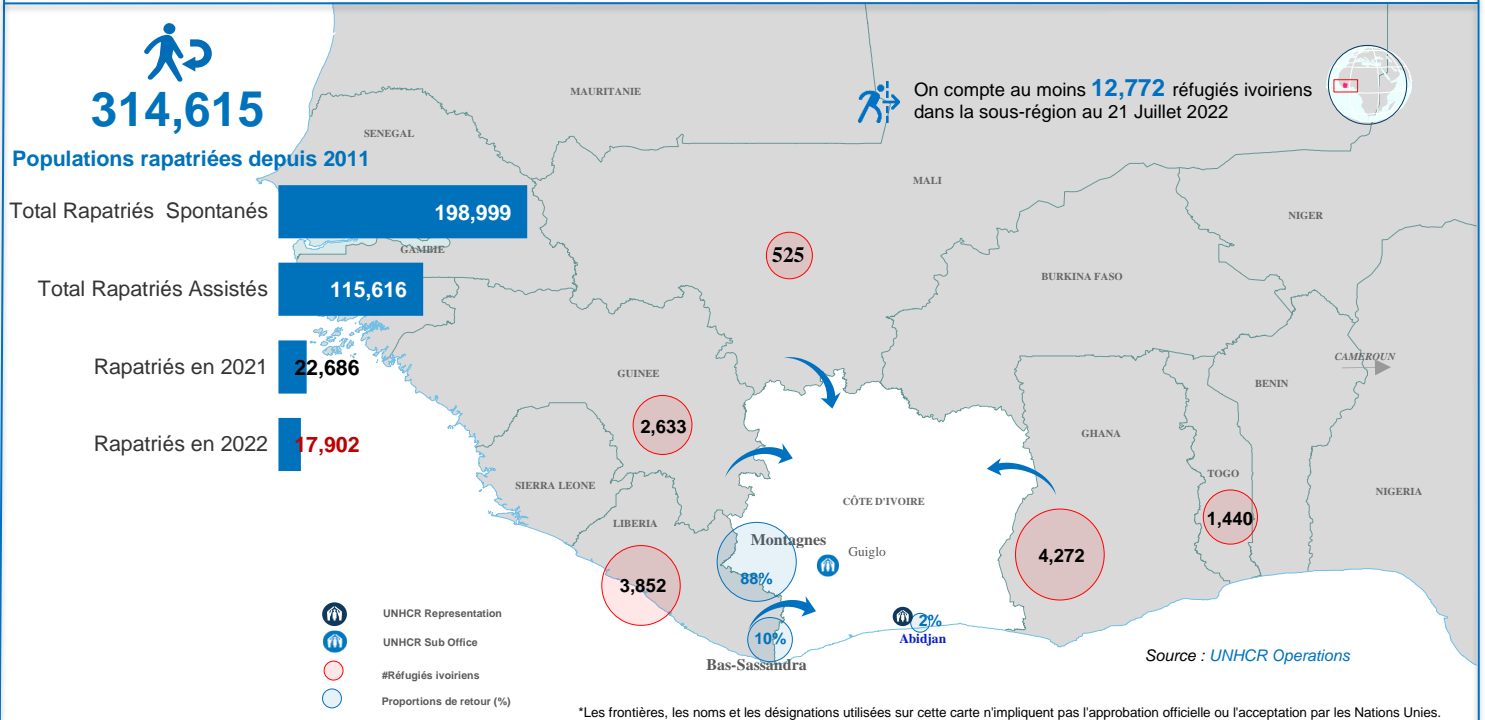 314,615
Populations rapatriées depuis 2011
Total Rapatriés Spontanés
198,999
Total Rapatriés Assistés
115,616
Rapatriés en 2021
22,686
Rapatriés en 2022
17,902
On compte au moins 12,772 réfugiés ivoiriens
dans la sous-région au 21 Juillet 2022
MAURITANIE
SENEGAL
MALI
NIGER
GAMBIE
525
BURKINA FASO
CAMEROUN
GUINEE
BENIN
2,633
GHANA
TOGO
SIERRA LEONE
NIGERIA
CÔTE D'IVOIRE
LIBERIA
1,440
Montagnes
Guiglo
4,272
88%
3,852
2%
Abidjan
10%
Bas-Sassandra
UNHCR Representation
UNHCR Sub Office
#Réfugiés ivoiriens
Proportions de retour (%)
Source : UNHCR Operations
*Les frontières, les noms et les désignations utilisées sur cette carte n'impliquent pas l'approbation officielle ou l'acceptation par les Nations Unies.